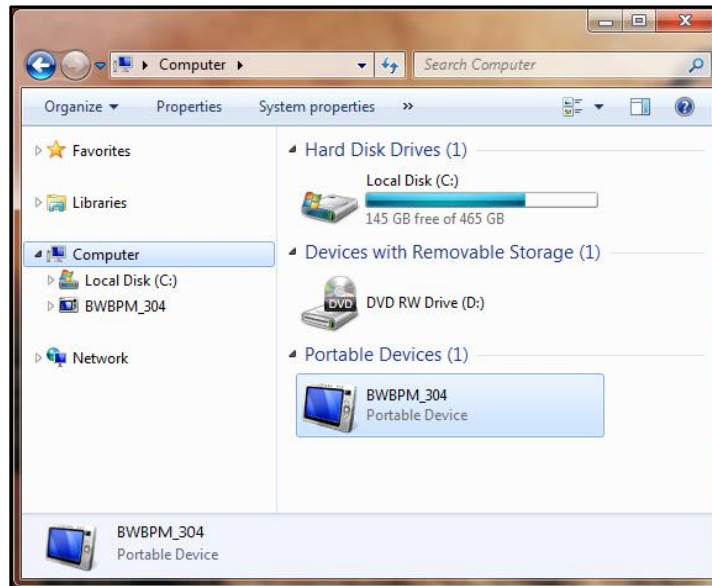 Computer
Search Computer
Organize
Properties
System properties
»
Favorites
Libraries
Computer
Local Disk (C:)
BWBPM_304
Network
Hard Disk Drives (1)
Local Disk (C:)
145 GB free of 465 GB
Devices with Removable Storage (1)
DVD
DVD RW Drive (D:)
Portable Devices (1)
BWBPM_304
Portable Device
BWBPM_304
Portable Device